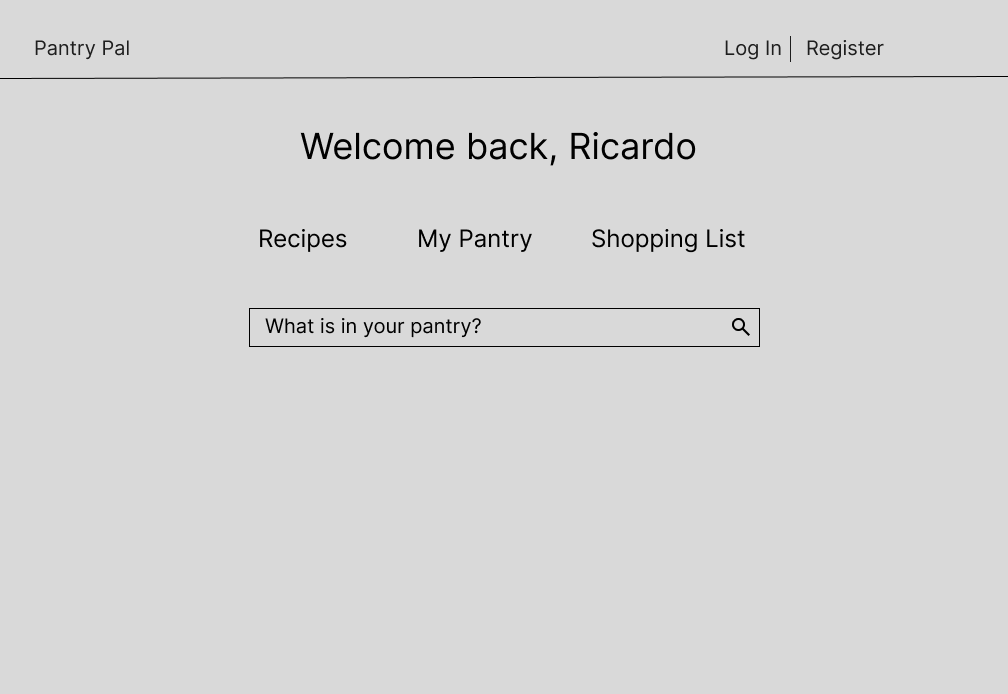 Pantry Pal
Log In | Register
Welcome back, Ricardo
Recipes My Pantry Shopping List
What is in your pantry?